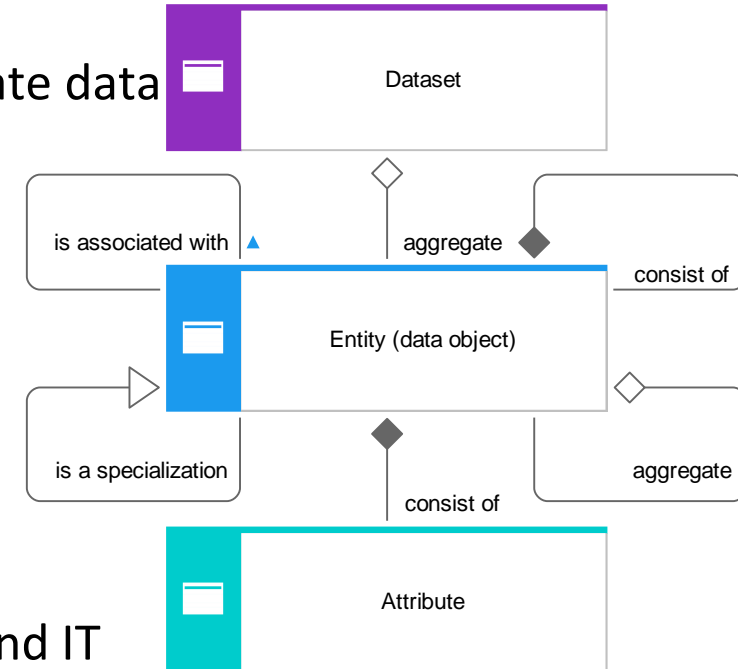 ate data
Dataset
is associated with
aggregate
consist of
Entity (data object)
is a specialization
aggregate
consist of
Attribute
nd IT